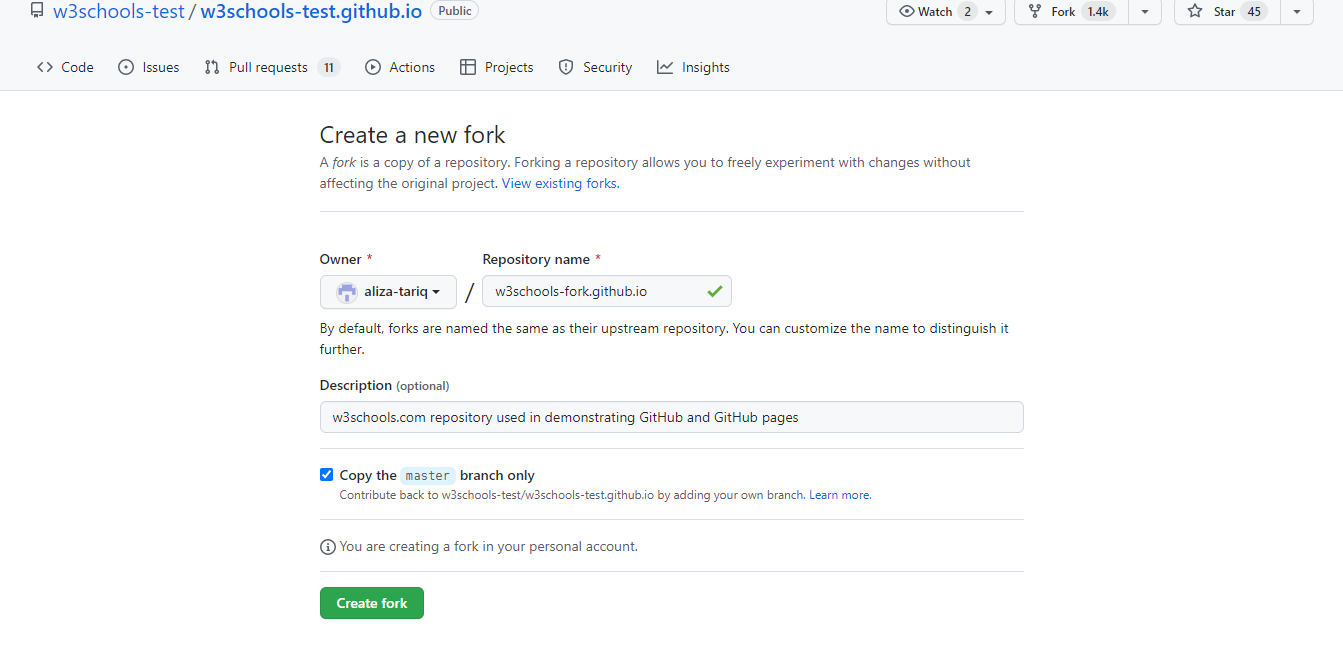 w3schools-test / w3schools-test.github.io Public Watch 2 Fork 1.4k Star 45
Code Issues Pull requests 11 Actions Projects Security Insights
Create a new fork
A fork is a copy of a repository. Forking a repository allows you to freely experiment with changes without
affecting the original project. View existing forks.
Owner * Repository name *
aliza-tariq / w3schools-fork.github.io
By default, forks are named the same as their upstream repository. You can customize the name to distinguish it
further.
Description (optional)
w3schools.com repository used in demonstrating GitHub and GitHub pages
Copy the master branch only
Contribute back to w3schools-test/w3schools-test.github.io by adding your own branch. Learn more.
You are creating a fork in your personal account.
Create fork